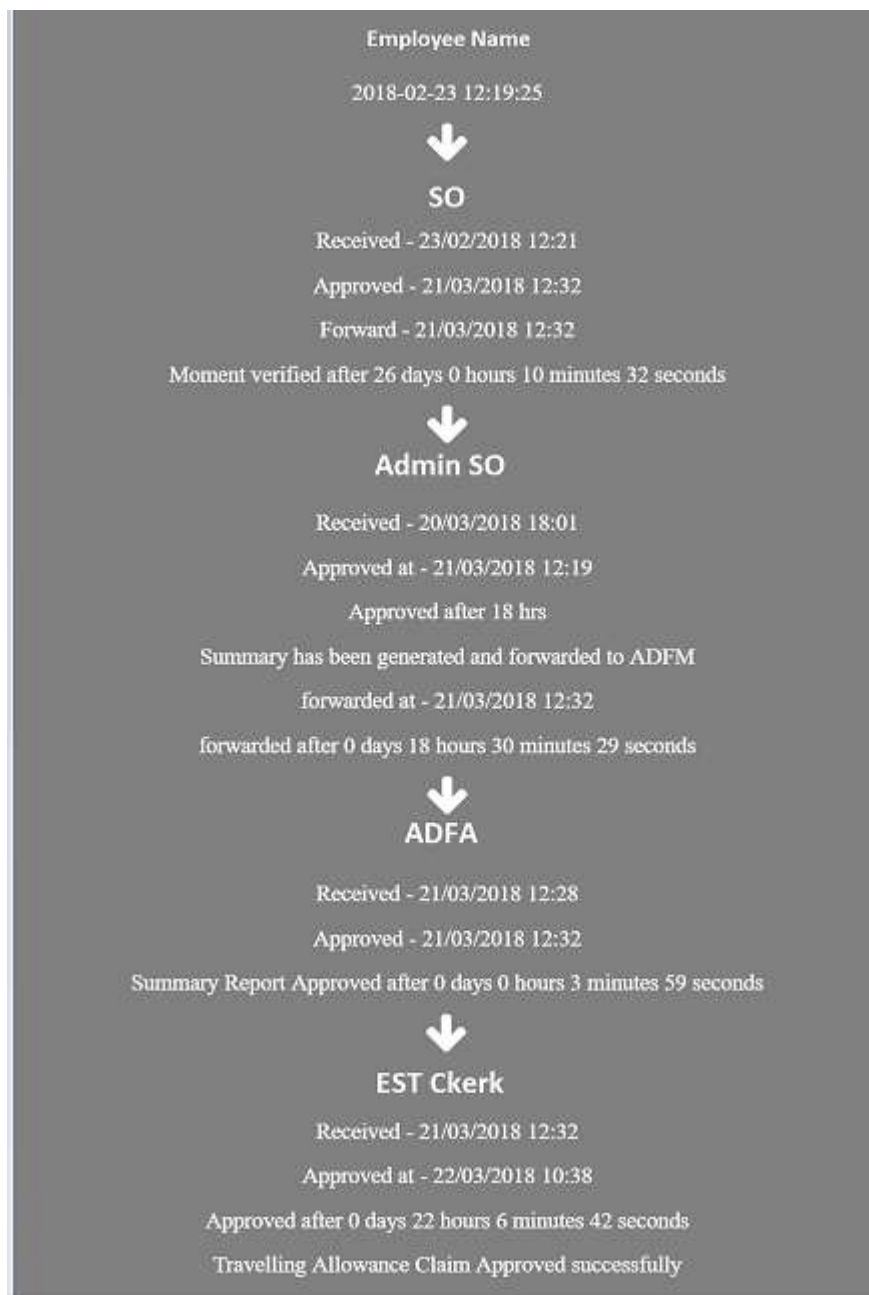 Employee Name
2018-02-23 12:19:25
SO
Received - 23/02/2018 12:21
Approved - 21/03/2018 12:32
Forward - 21/03/2018 12:32
Moment verified after 26 days 0 hours 10 minutes 32 seconds
Admin SO
Received - 20/03/2018 18:01
Approved at - 21/03/2018 12:19
Approved after 18 hrs
Summary has been generated and forwarded to ADFM
forwarded at - 21/03/2018 12:32
forwarded after 0 days 18 hours 30 minutes 29 seconds
ADFA
Received - 21/03/2018 12:28
Approved - 21/03/2018 12:32
Summary Report Approved after 0 days 0 hours 3 minutes 59 seconds
EST Ckerk
Received - 21/03/2018 12:32
Approved at - 22/03/2018 10:38
Approved after 0 days 22 hours 6 minutes 42 seconds
Travelling Allowance Claim Approved successfully